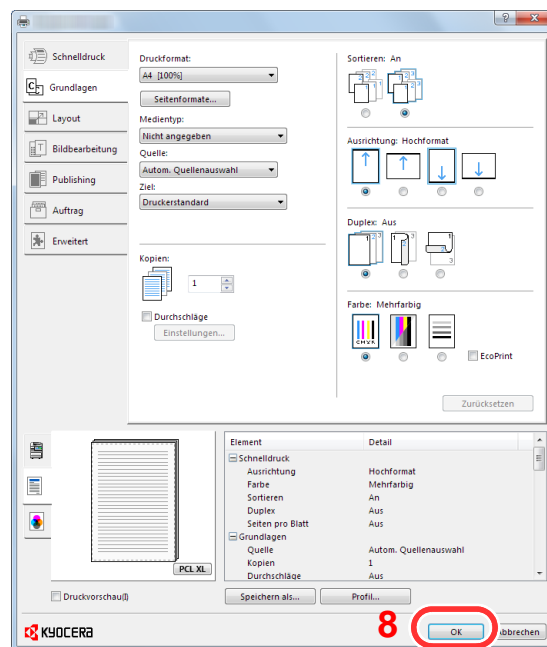 Schnelldruck
Grundlagen
Layout
Bildbearbeitung
Publishing
Auftrag
Erweitert
Druckformat:
A4 [100%]
Seitenformate...
Medientyp:
Nicht angegeben
Quelle:
Autom. Quellenauswahl
Ziel:
Druckerstandard
Kopien:
1
Durchschläge
Einstellungen...
Sortieren: An
Ausrichtung: Hochformat
Duplex: Aus
Farbe: Mehrfarbig
CMYK
EcoPrint
Zurücksetzen
PCL XL
Druckvorschau(I)
Element Detail
Schnelldruck
Ausrichtung Hochformat
Farbe Mehrfarbig
Sortieren An
Duplex Aus
Seiten pro Blatt Aus
Grundlagen
Quelle Autom. Quellenauswahl
Kopien 1
Durchschläge Aus
Speichern als... Profil...
KYOCERA
8
OK
Abbrechen